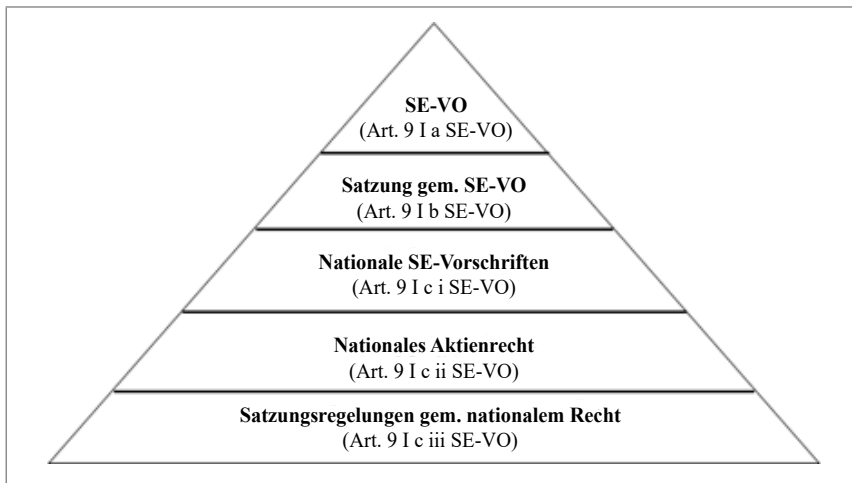 SE-VO
(Art. 9 I a SE-VO)
Satzung gem. SE-VO
(Art. 9 I b SE-VO)
Nationale SE-Vorschriften
(Art. 9 I c i SE-VO)
Nationales Aktienrecht
(Art. 9 I c ii SE-VO)
Satzungsregelungen gem. nationalem Recht
(Art. 9 I c iii SE-VO)